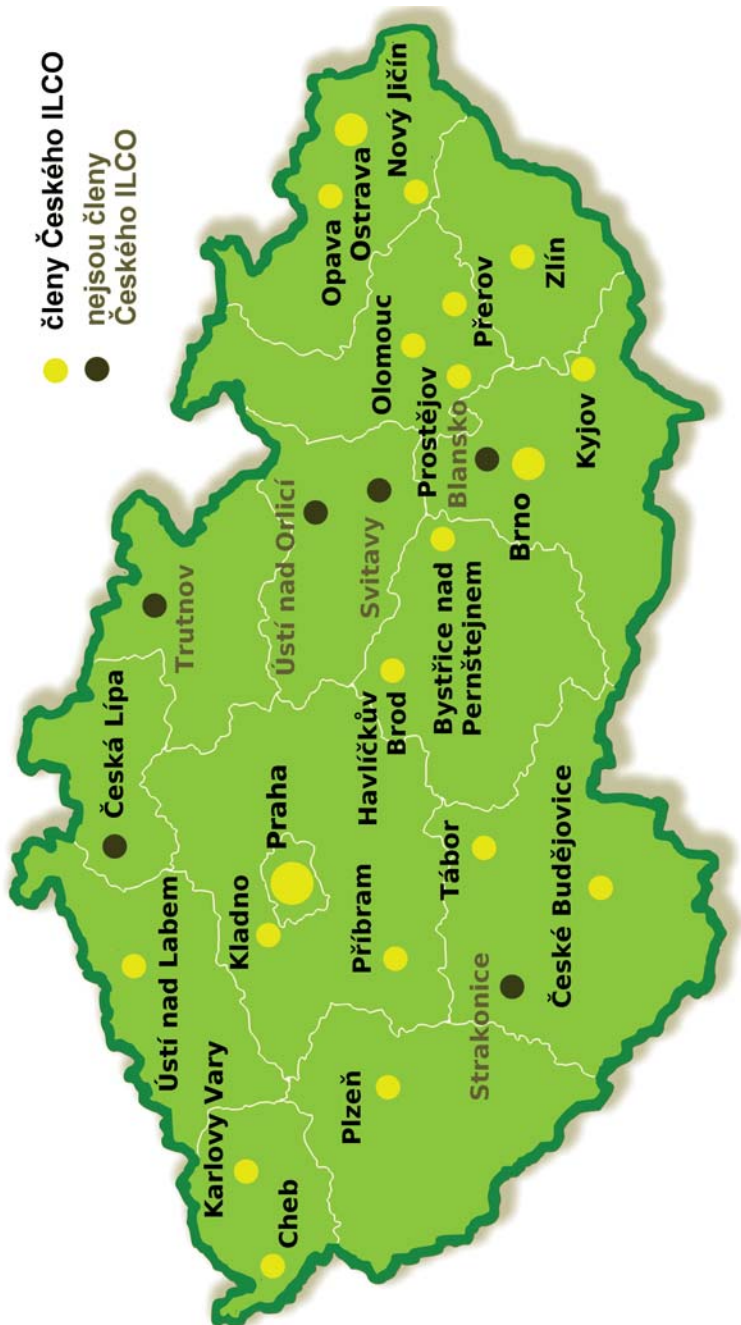 členy Českého ILCO
nejsou členy
Českého ILCO
Česká Lípa
Trutnov
Ústí nad Labem
Karlovy Vary
Cheb
Kladno
Praha
Ústí nad Orlicí
Svitavy
Opava
Ostrava
Nový Jičín
Olomouc
Plzeň
Příbram
Havlíčkův
Brod
Prostějov
Přerov
Blansko
Bystřice nad
Pernštejnem
Strakonice
Tábor
Brno
Zlín
České Budějovice
Kyjov